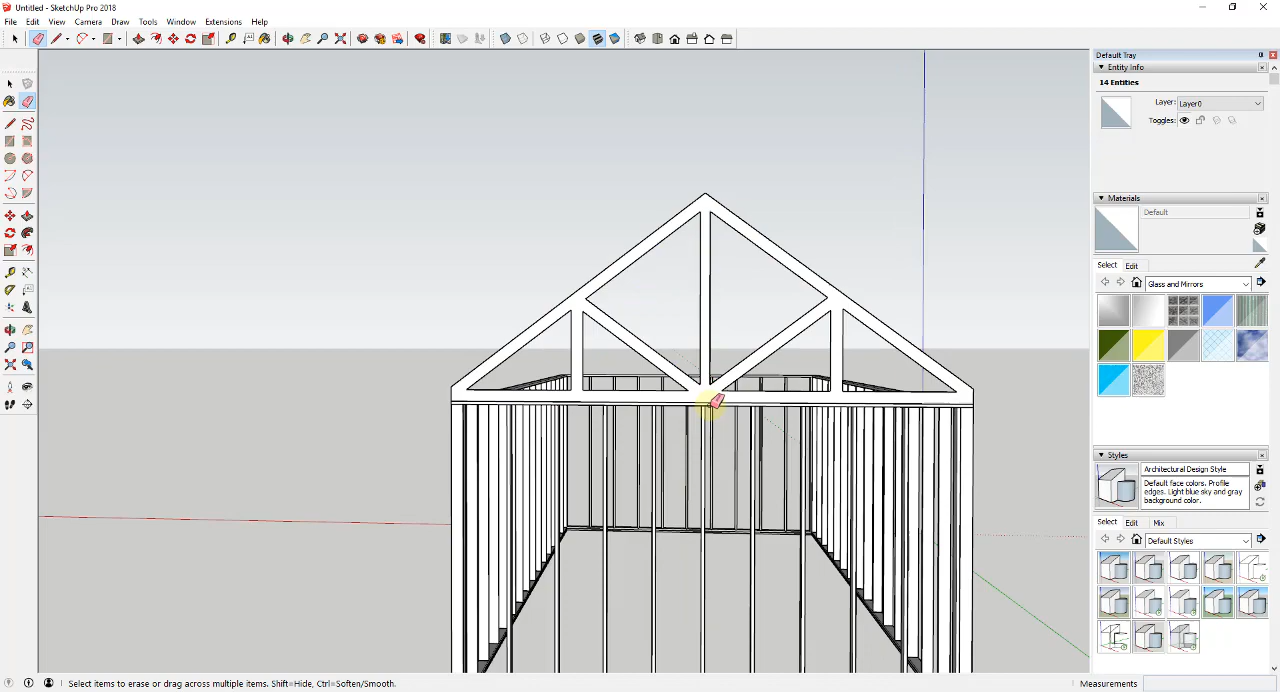 Untitled - SketchUp Pro 2018
File Edit View Camera Draw Tools Window Extensions Help
Default Tray
Entity Info
14 Entities
Layer: Layer0
Toggles:
Materials
Default
Select Edit
Glass and Mirrors
Styles
Architectural Design Style
Default face colors. Profile
edges. Light blue sky and gray
background color.
Select Edit Mix
Default Styles
Select items to erase or drag across multiple items. Shift=Hide, Ctrl=Soften/Smooth.
Measurements